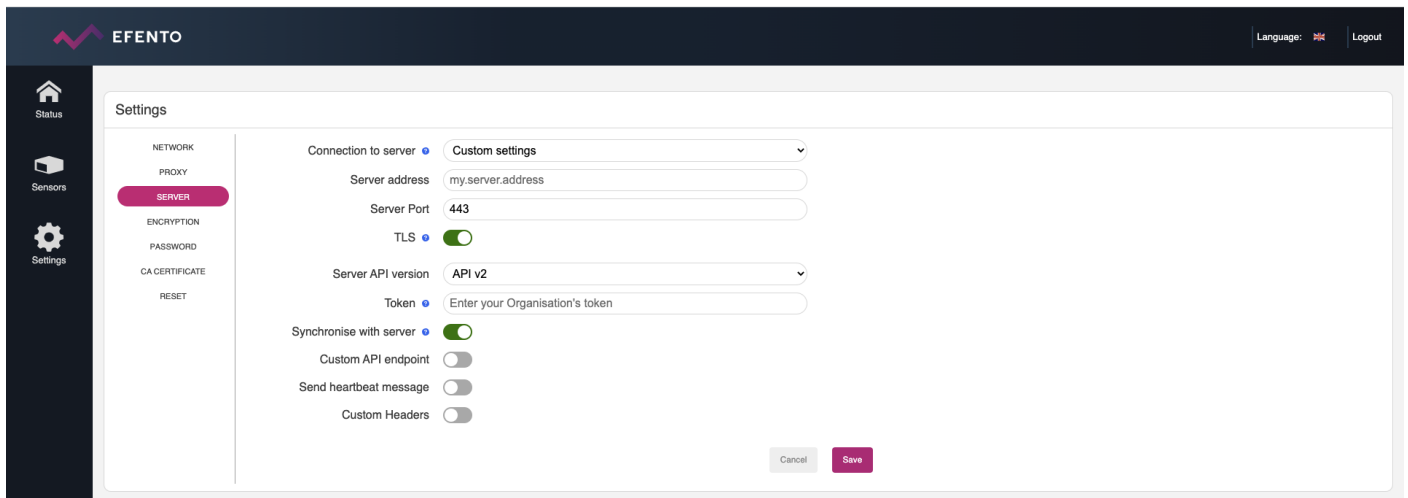 EFENTO
Language:
Logout
Status
Sensors
Settings
Settings
NETWORK
PROXY
SERVER
ENCRYPTION
PASSWORD
CA CERTIFICATE
RESET
Connection to server ? Custom settings
Server address my.server.address
Server Port 443
TLS ?
Server API version API v2
Token ? Enter your Organisation's token
Synchronise with server ?
Custom API endpoint
Send heartbeat message
Custom Headers
Cancel Save